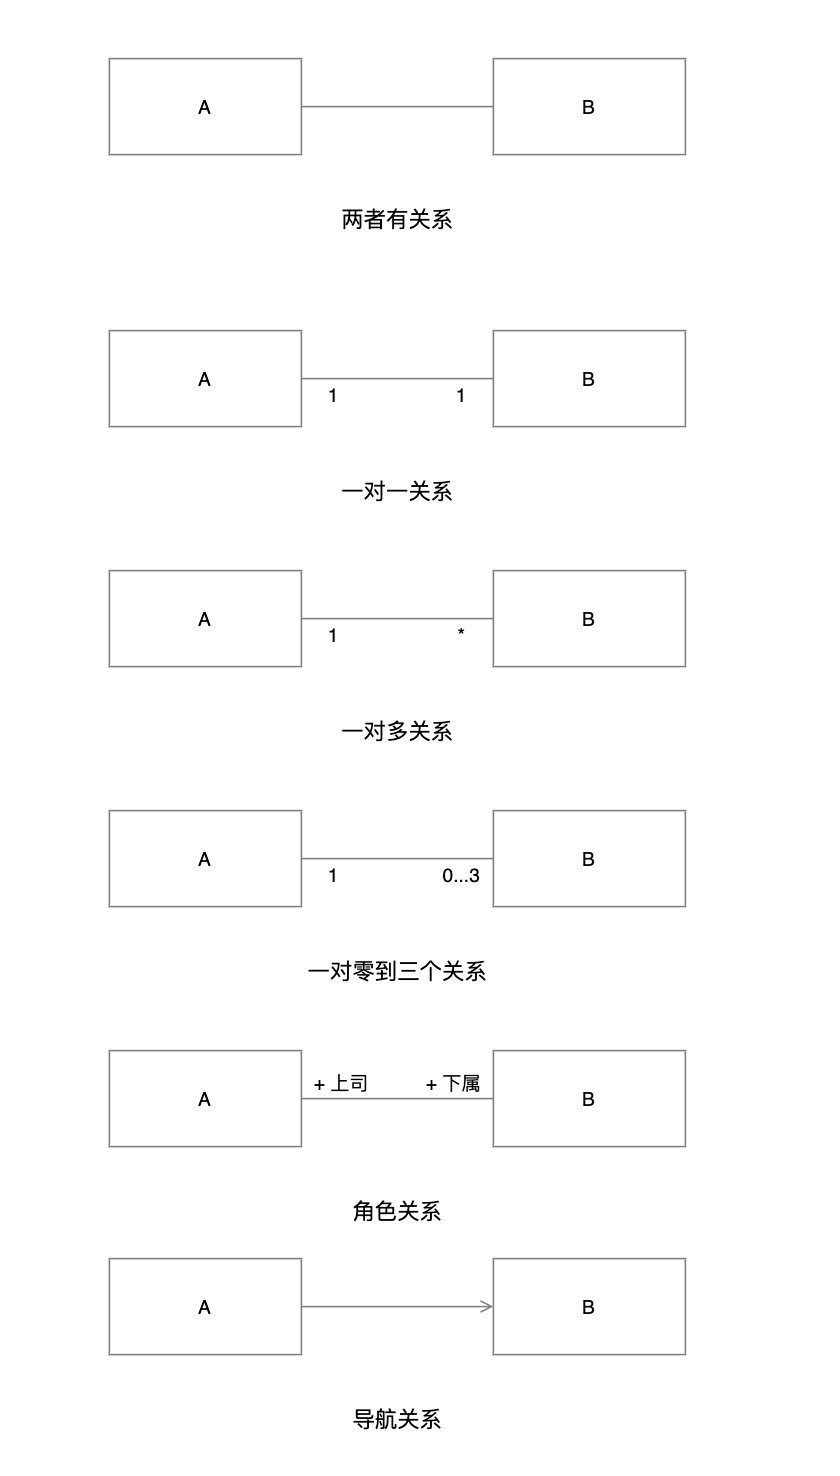 A B
两者有关系
A B
1 1
一对一关系
A B
1 *
一对多关系
A B
1 0...3
一对零到三个关系
+ 上司 + 下属
A B
角色关系
A B
导航关系